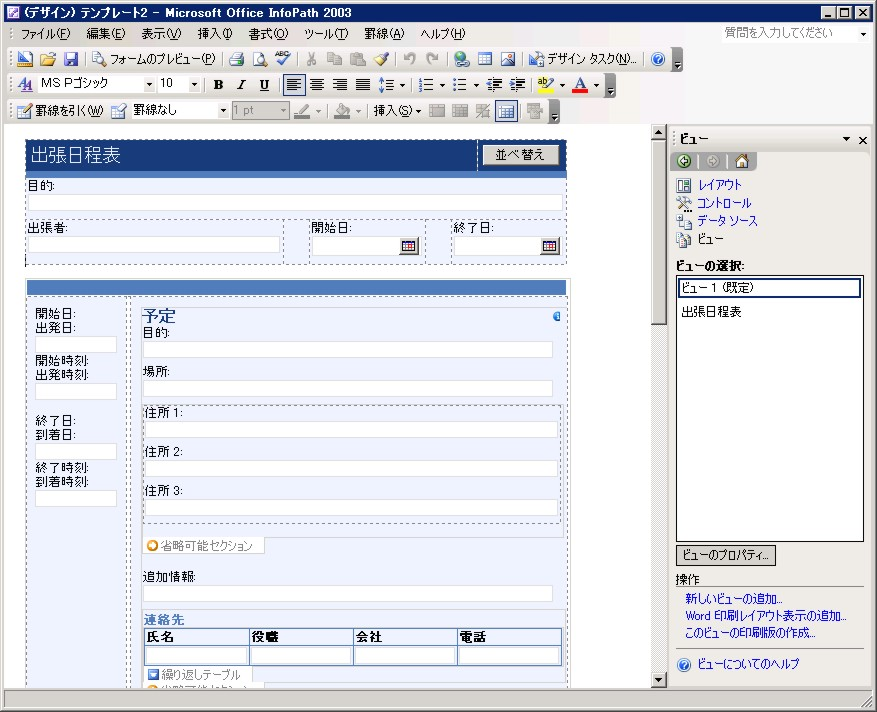 (デザイン) テンプレート2 - Microsoft Office InfoPath 2003
ファイル(F) 編集(E) 表示(V) 挿入(I) 書式(O) ツール(T) 罫線(A) ヘルプ(H) 質問を入力してください
フォームのプレビュー(P) デザイン タスク(N)...
MS Pゴシック 10 B I U
罫線を引く(W) 罫線なし 1 pt 挿入(S)
出張日程表 並べ替え
目的:
出張者: 開始日: 終了日:
開始日:
出発日:
開始時刻:
出発時刻:
終了日:
到着日:
終了時刻:
到着時刻:
予定
目的:
場所:
住所 1:
住所 2:
住所 3:
省略可能セクション
追加情報:
連絡先
氏名 役職 会社 電話
繰り返しテーブル
省略可能セクション
ビュー
レイアウト
コントロール
データ ソース
ビュー
ビューの選択:
ビュー 1 (既定)
出張日程表
ビューのプロパティ...
操作
新しいビューの追加...
Word 印刷レイアウト表示の追加...
このビューの印刷版の作成...
ビューについてのヘルプ